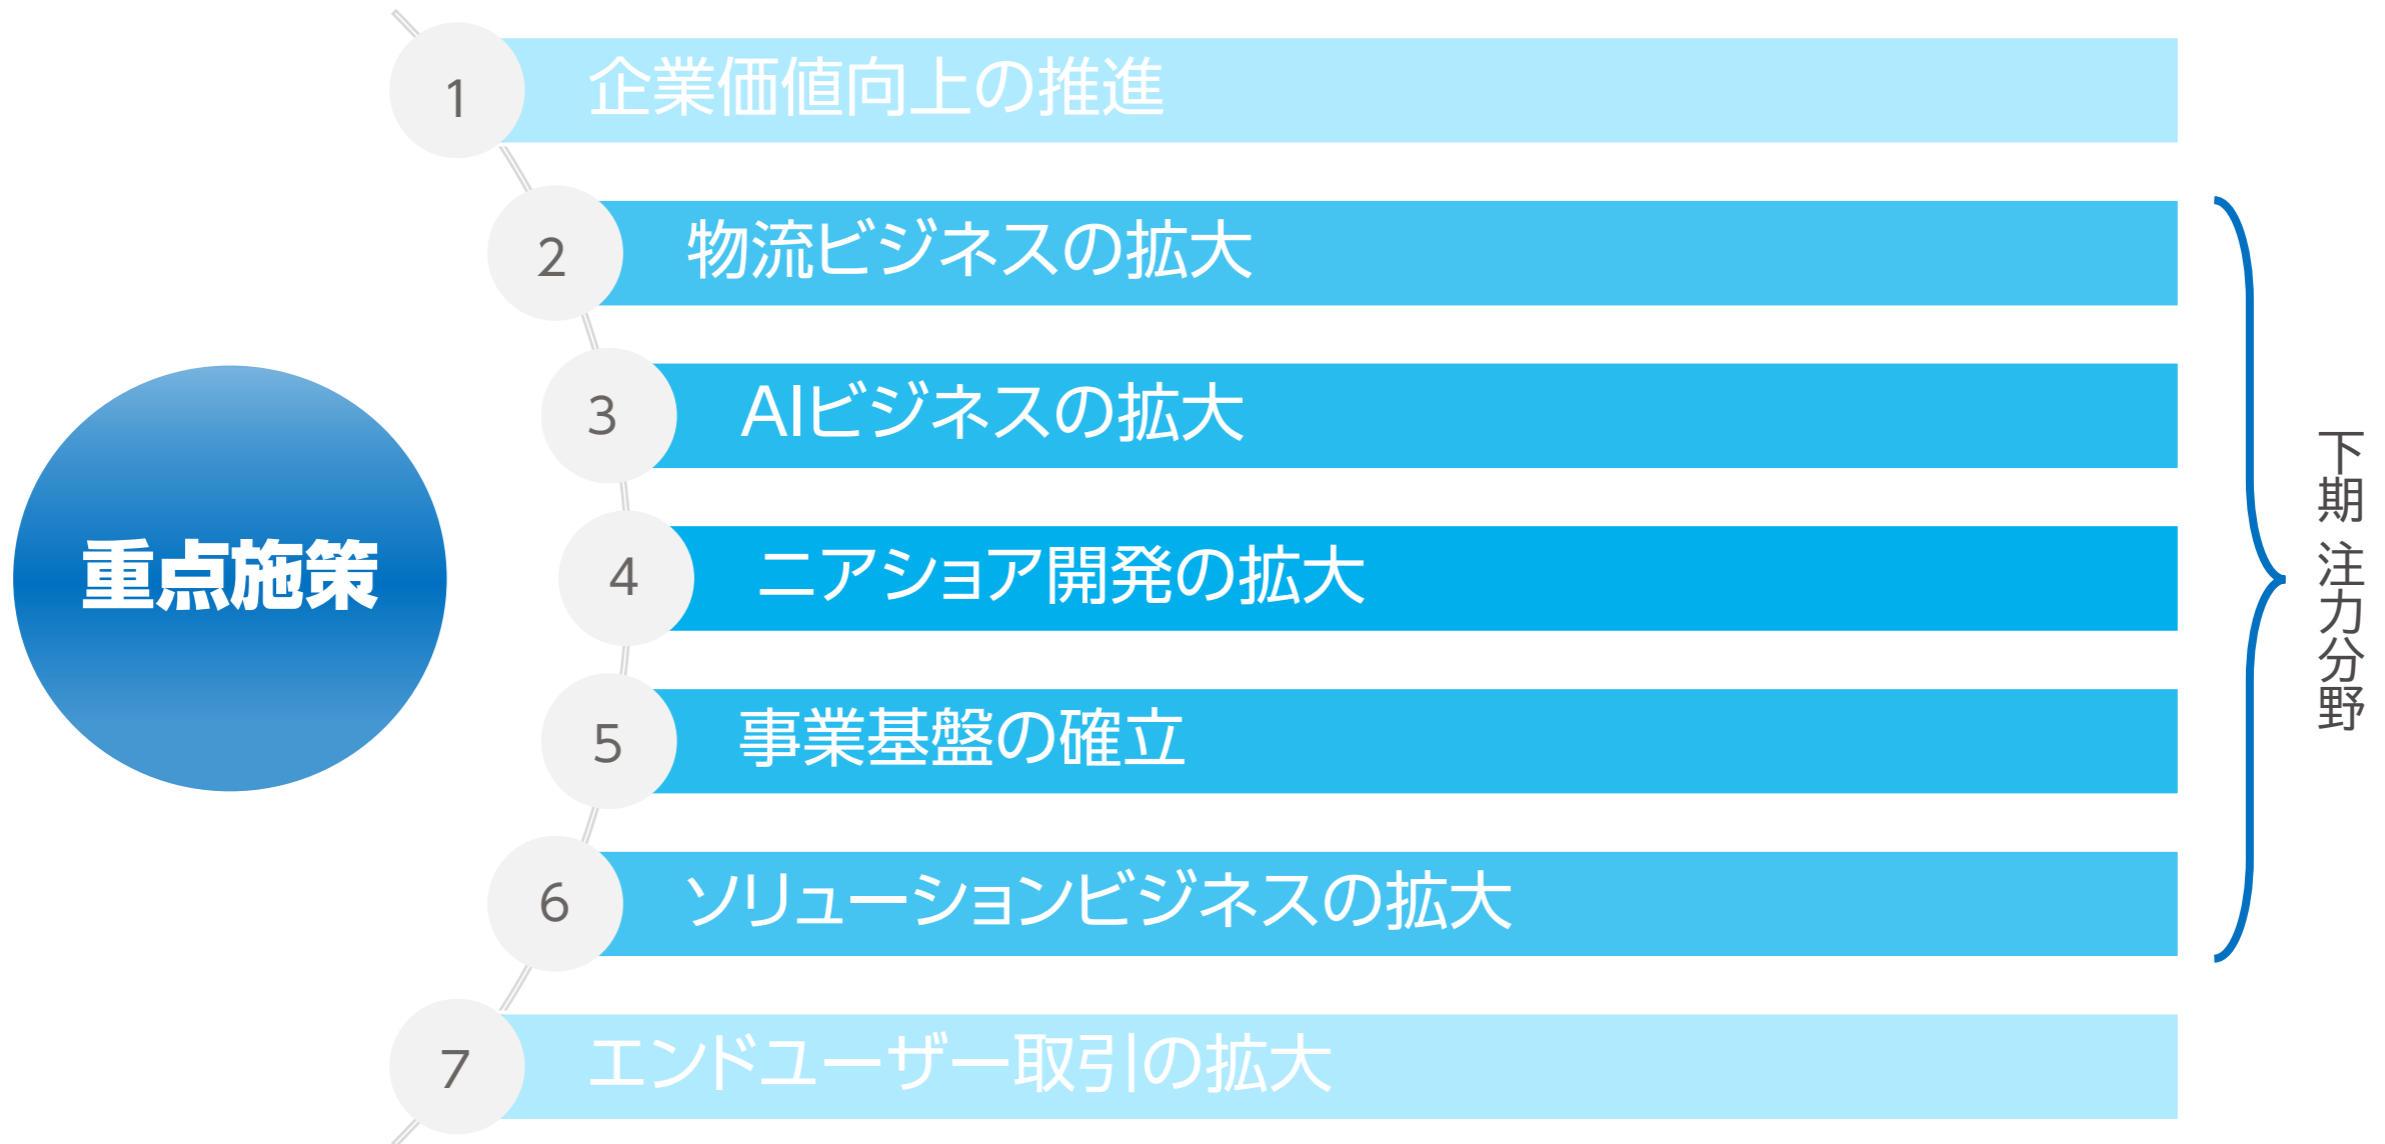 重点施策
1
企業価値向上の推進
2
物流ビジネスの拡大
3
AIビジネスの拡大
4
ニアショア開発の拡大
5
事業基盤の確立
6
ソリューションビジネスの拡大
7
エンドユーザー取引の拡大
下期 注力分野